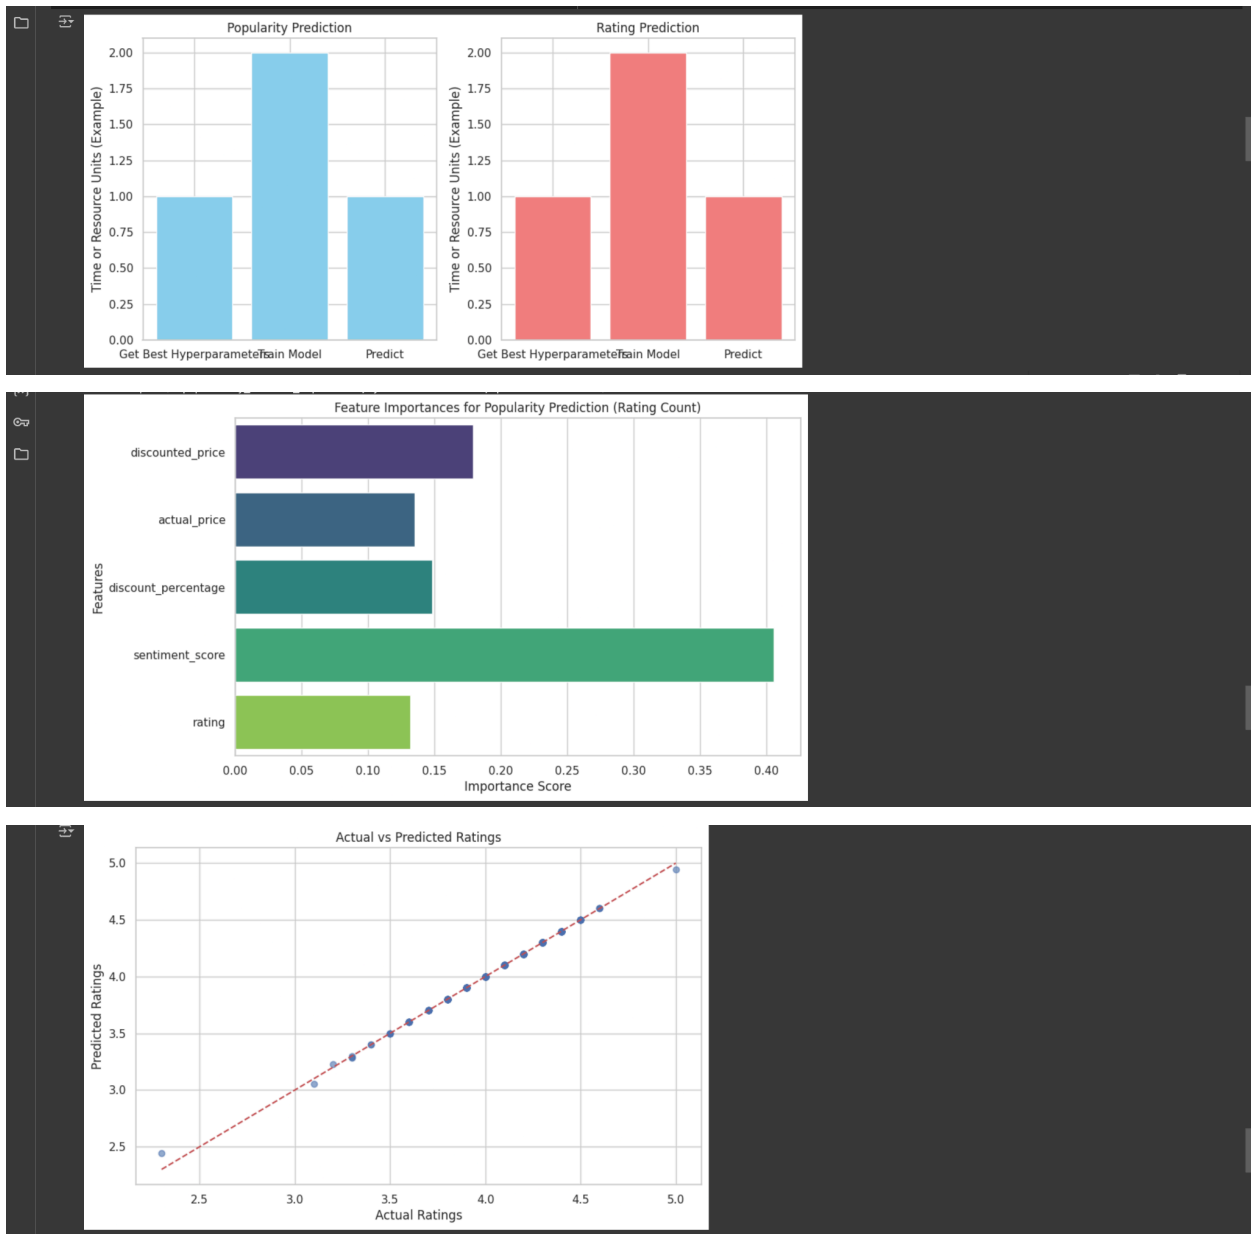 Popularity Prediction
Rating Prediction
Time or Resource Units (Example)
2.00
1.75
1.50
1.25
1.00
0.75
0.50
0.25
0.00
Get Best Hyperparameters
Train Model
Predict
Time or Resource Units (Example)
2.00
1.75
1.50
1.25
1.00
0.75
0.50
0.25
0.00
Get Best Hyperparameters
Train Model
Predict
Feature Importances for Popularity Prediction (Rating Count)
Features
discounted_price
actual_price
discount_percentage
sentiment_score
rating
0.00 0.05 0.10 0.15 0.20 0.25 0.30 0.35 0.40
Importance Score
Actual vs Predicted Ratings
Predicted Ratings
5.0
4.5
4.0
3.5
3.0
2.5
2.5 3.0 3.5 4.0 4.5 5.0
Actual Ratings